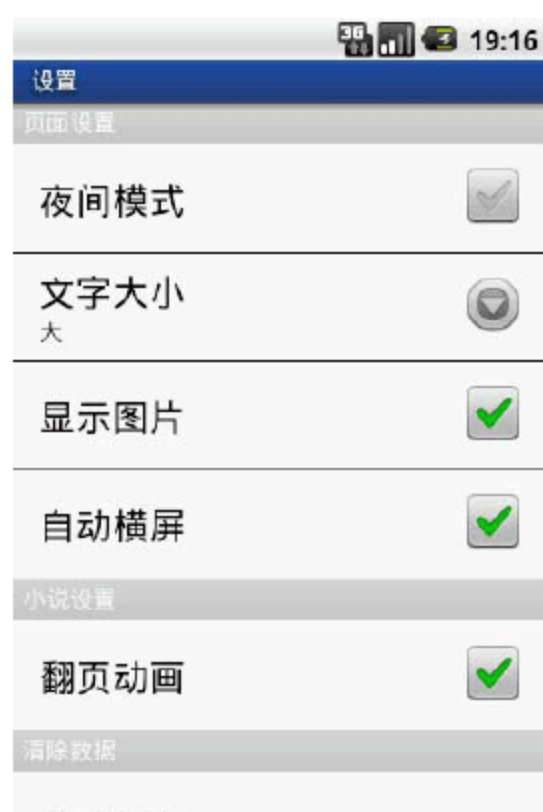 3G 19:16
设置
页面设置
夜间模式
文字大小
大
显示图片
自动横屏
小说设置
翻页动画
清除数据